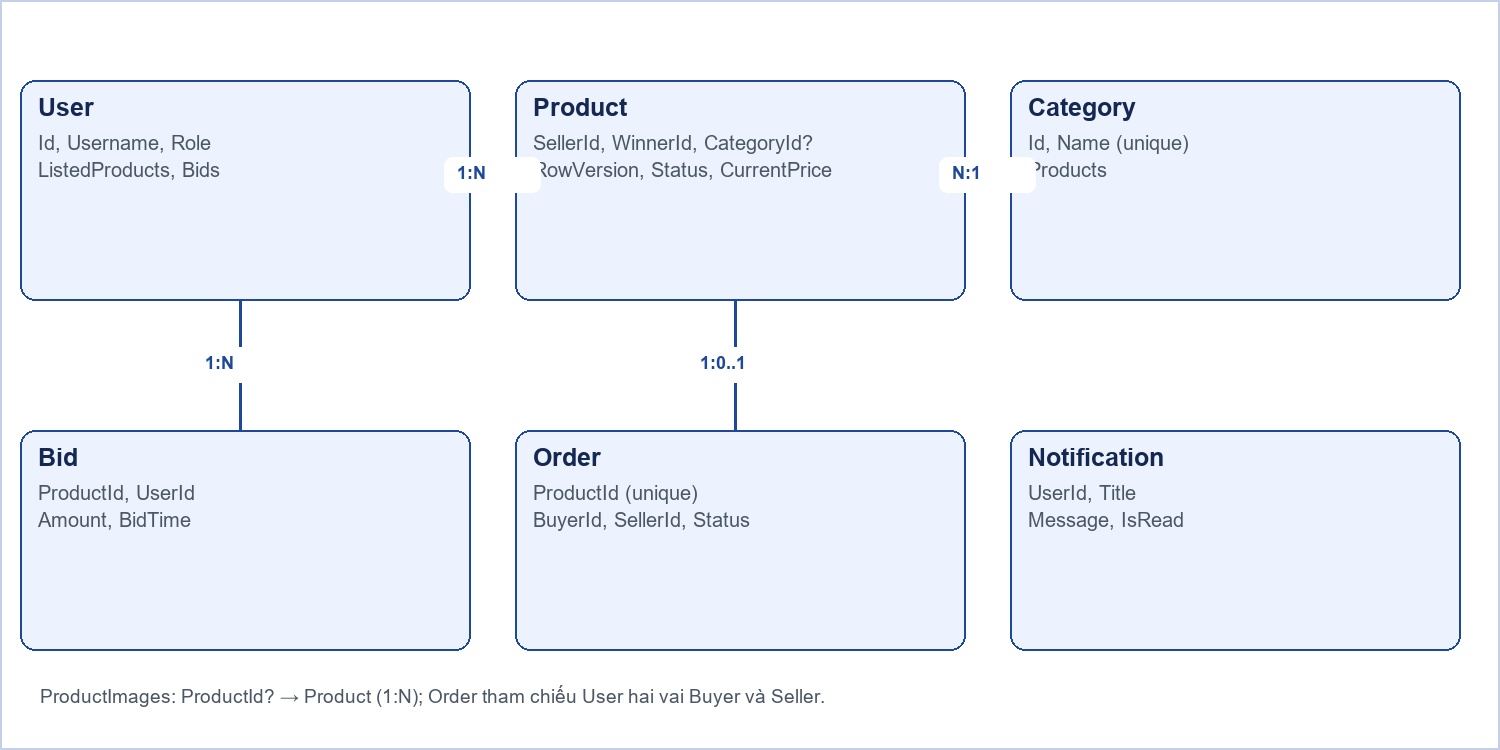 User
Id, Username, Role
ListedProducts, Bids
1:N
Product
SellerId, WinnerId, CategoryId?
RowVersion, Status, CurrentPrice
N:1
Category
Id, Name (unique)
Products
1:N
1:0..1
Bid
ProductId, UserId
Amount, BidTime
Order
ProductId (unique)
BuyerId, SellerId, Status
Notification
UserId, Title
Message, IsRead
ProductImages: ProductId? → Product (1:N); Order tham chiếu User hai vai Buyer và Seller.